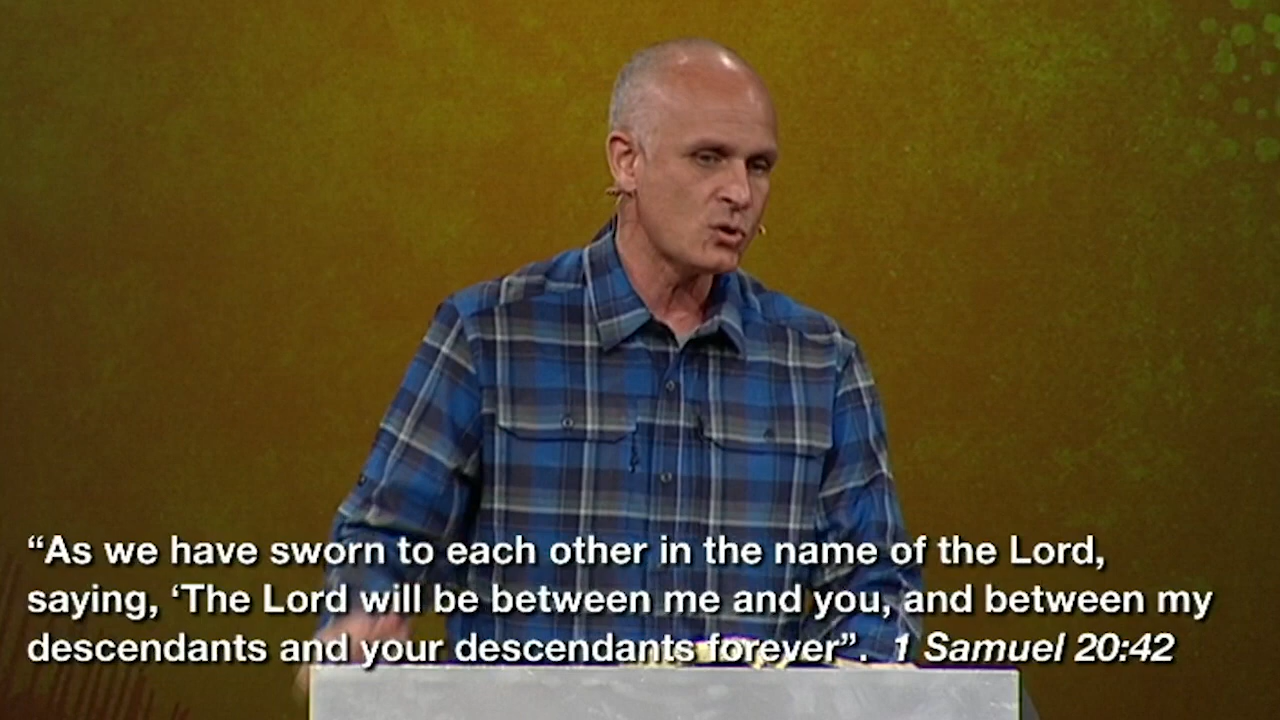 “As we have sworn to each other in the name of the Lord,
saying, ‘The Lord will be between me and you, and between my
descendants and your descendants forever”. 1 Samuel 20:42